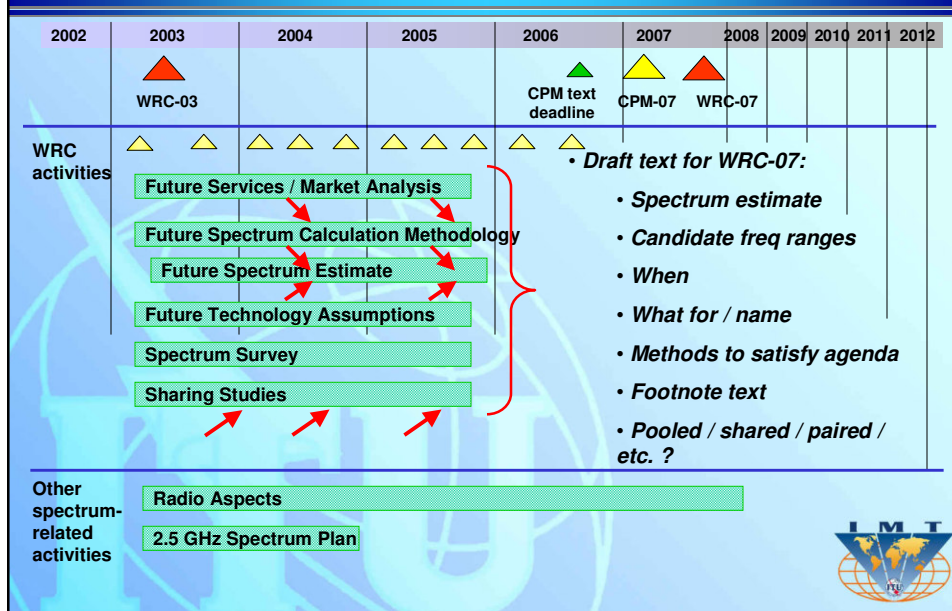 2002 2003 2004 2005 2006 2007 2008 2009 2010 2011 2012
WRC-03
CPM text
deadline
CPM-07
WRC-07
WRC
activities
Future Services / Market Analysis
Future Spectrum Calculation Methodology
Future Spectrum Estimate
Future Technology Assumptions
Spectrum Survey
Sharing Studies
• Draft text for WRC-07:
• Spectrum estimate
• Candidate freq ranges
• When
• What for / name
• Methods to satisfy agenda
• Footnote text
• Pooled / shared / paired /
etc. ?
Other
spectrum-
related
activities
Radio Aspects
2.5 GHz Spectrum Plan
ITU
I M T
ITU